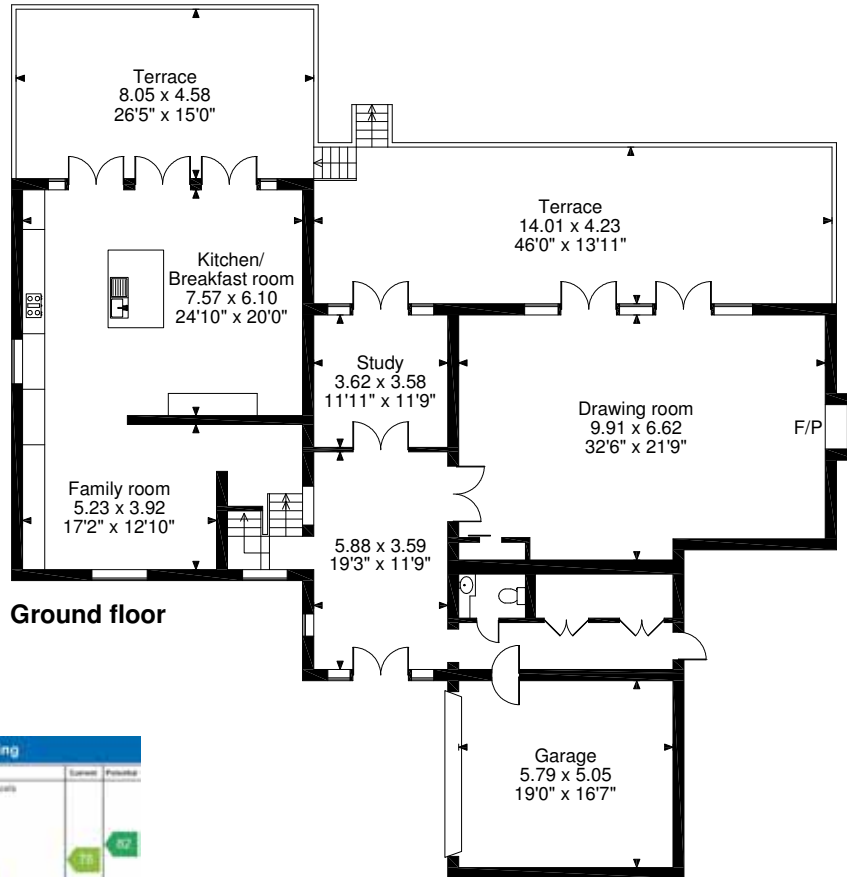 Terrace
8.05 x 4.58
26'5" x 15'0"
Terrace
14.01 x 4.23
46'0" x 13'11"
Kitchen/
Breakfast room
7.57 x 6.10
24'10" x 20'0"
Study
3.62 x 3.58
11'11" x 11'9"
Drawing room
9.91 x 6.62
32'6" x 21'9"
F/P
Family room
5.23 x 3.92
17'2" x 12'10"
5.88 x 3.59
19'3" x 11'9"
Ground floor
Garage
5.79 x 5.05
19'0" x 16'7"
ing
Current Potential
82